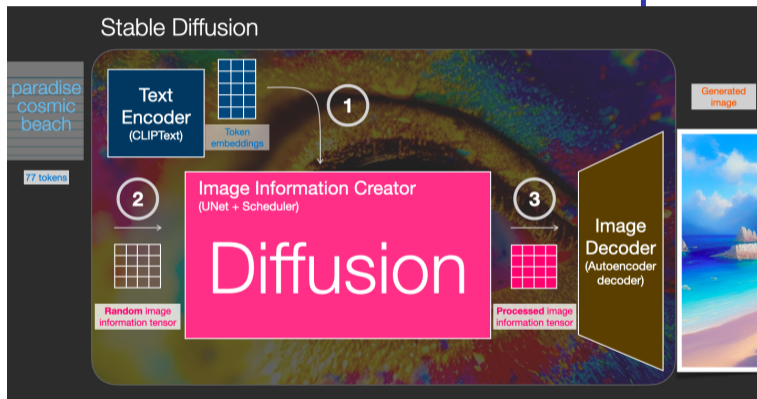 Stable Diffusion
paradise
cosmic
beach
77 tokens
Text
Encoder
(CLIPText)
Token
embeddings
1
2
Random image
information tensor
Image Information Creator
(UNet + Scheduler)
Diffusion
3
Processed image
information tensor
Image
Decoder
(Autoencoder
decoder)
Generated
image